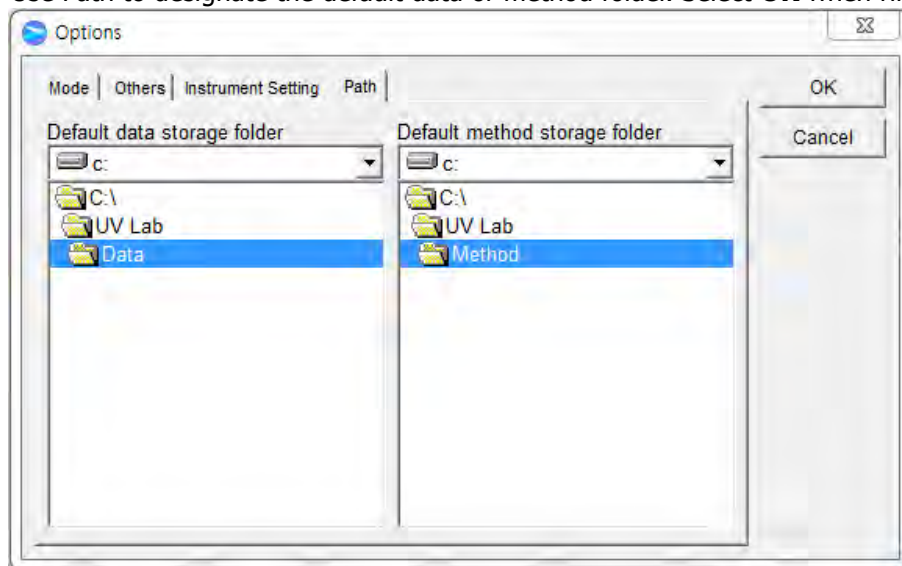 Options
Mode
Others
Instrument Setting
Path
OK
Cancel
Default data storage folder
Default method storage folder
c:
c:
C:\
UV Lab
Data
C:\
UV Lab
Method